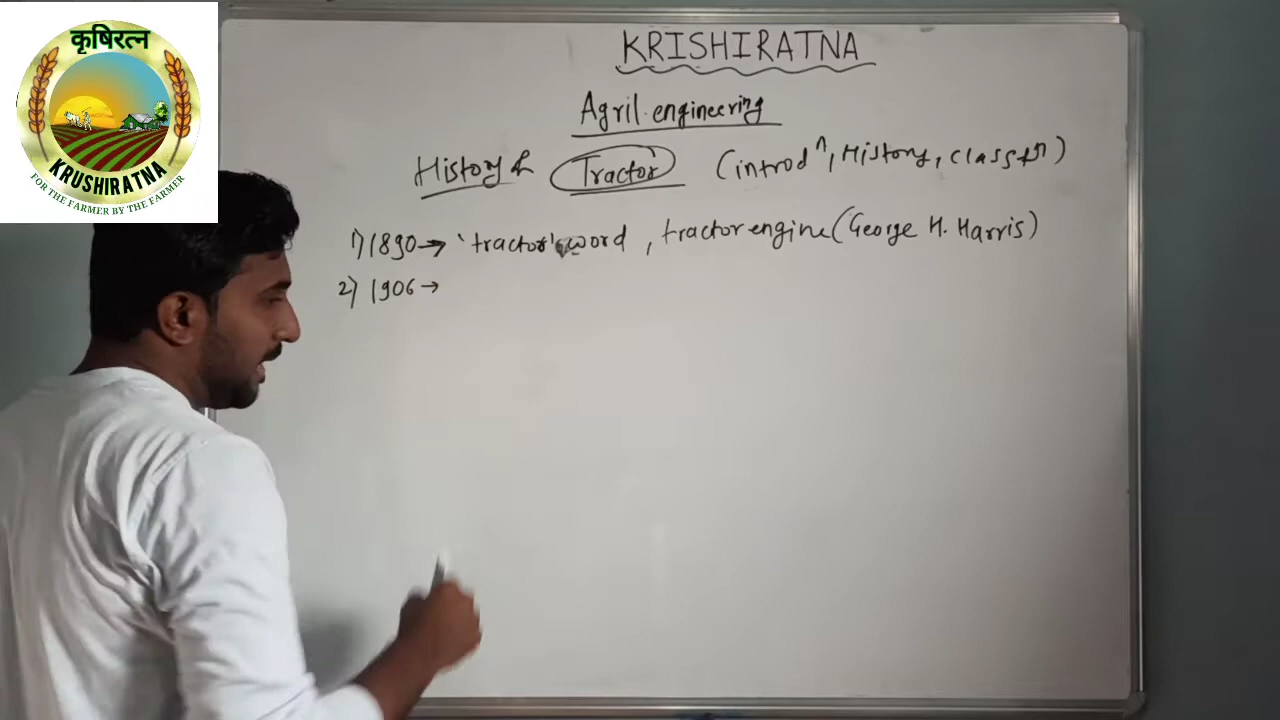 कृषिरत्न
KRUSHIRATNA
FOR THE FARMER BY THE FARMER
KRISHIRATNA
Agril. engineering
History of Tractor (introdⁿ, History, classfⁿ)
1) 1890→ 'tractor' word, tractor engine (George H. Harris)
2) 1906→